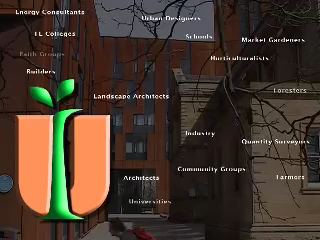 Energy Consultants
Urban Designers
FE Colleges
Schools
Market Gardeners
Faith Groups
Horticulturalists
Builders
Foresters
Landscape Architects
Industry
Quantity Surveyors
Community Groups
Architects
Farmers
Universities